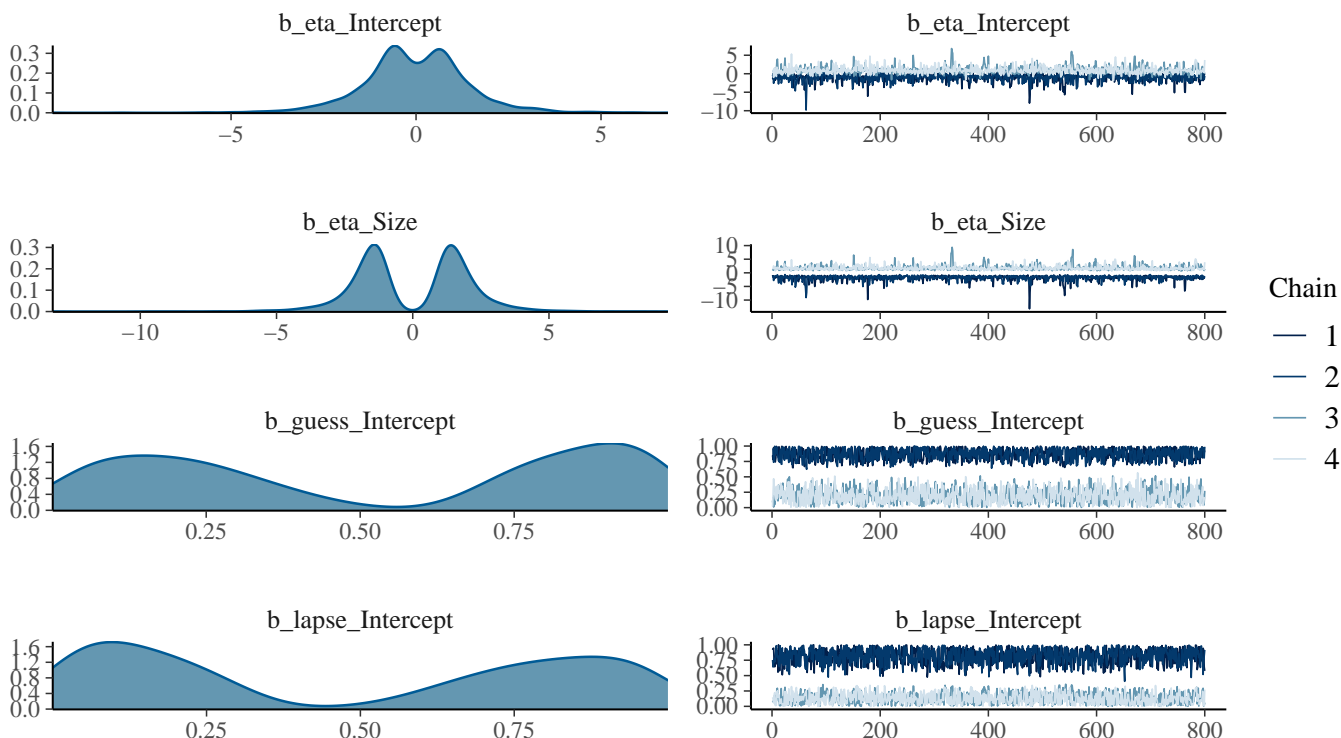 b_eta_Intercept
0.3
0.2
0.1
0.0
−5 0 5
b_eta_Intercept
5
0
−5
−10
0 200 400 600 800
b_eta_Size
0.3
0.2
0.1
0.0
−10 −5 0 5
b_eta_Size
10
5
0
−5
−10
0 200 400 600 800
b_guess_Intercept
1.6
1.2
0.8
0.4
0.0
0.25 0.50 0.75
b_guess_Intercept
1.00
0.75
0.50
0.25
0.00
0 200 400 600 800
b_lapse_Intercept
1.6
1.2
0.8
0.4
0.0
0.25 0.50 0.75
b_lapse_Intercept
1.00
0.75
0.50
0.25
0.00
0 200 400 600 800
Chain
1
2
3
4